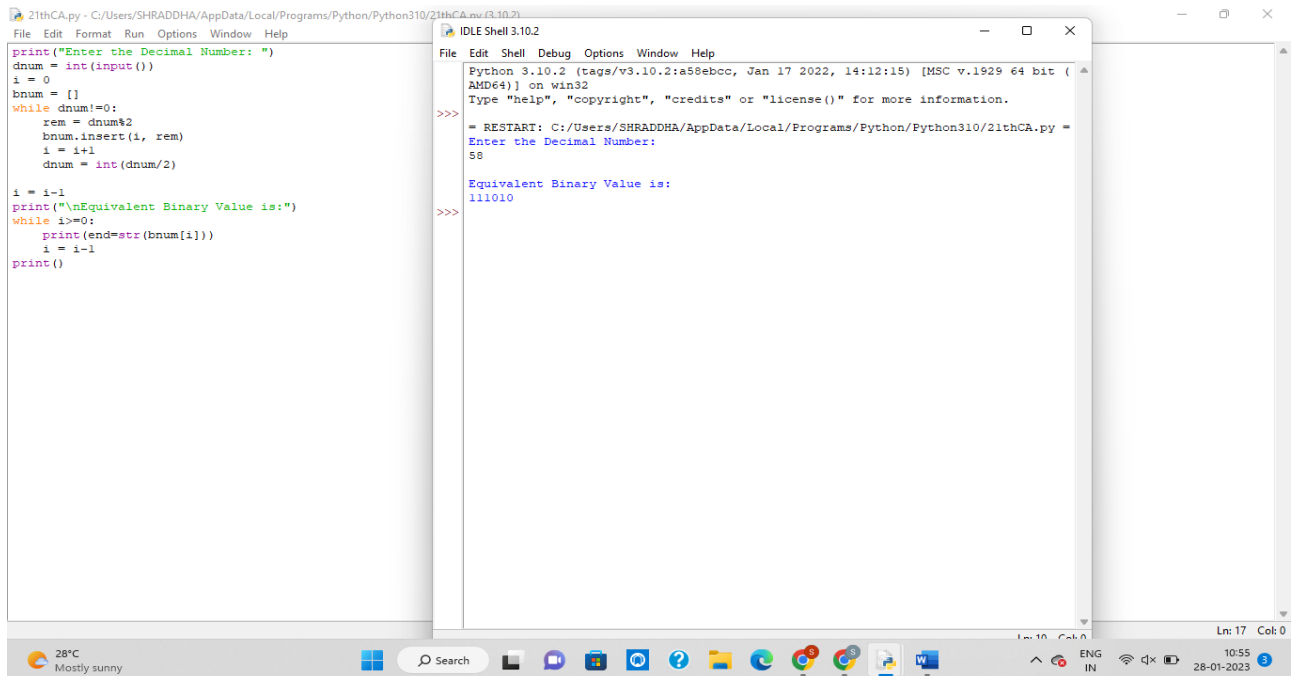 21thCA.py - C:/Users/SHRADDHA/AppData/Local/Programs/Python/Python310/21thCA.py (3.10.2)
File Edit Format Run Options Window Help
print("Enter the Decimal Number: ")
dnum = int(input())
i = 0
bnum = []
while dnum!=0:
    rem = dnum%2
    bnum.insert(i, rem)
    i = i+1
    dnum = int(dnum/2)
i = i-1
print("\nEquivalent Binary Value is:")
while i>=0:
    print(end=str(bnum[i]))
    i = i-1
print()
IDLE Shell 3.10.2
File Edit Shell Debug Options Window Help
Python 3.10.2 (tags/v3.10.2:a58ebcc, Jan 17 2022, 14:12:15) [MSC v.1929 64 bit (
AMD64)] on win32
Type "help", "copyright", "credits" or "license()" for more information.
>>>
= RESTART: C:/Users/SHRADDHA/AppData/Local/Programs/Python/Python310/21thCA.py =
Enter the Decimal Number:
58
Equivalent Binary Value is:
111010
>>>
Ln: 10 Col: 0
Ln: 17 Col: 0
28°C
Mostly sunny
Search
S
S
W
ENG
IN
10:55
28-01-2023
3